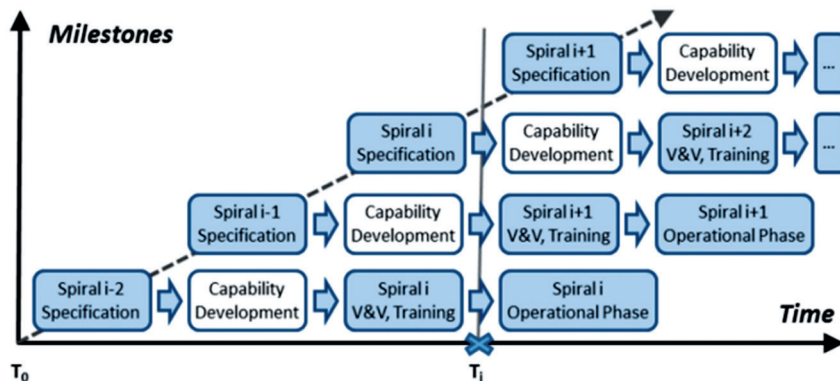 Milestones
Spiral i+1
Specification
Capability
Development
...
Spiral i
Specification
Capability
Development
Spiral i+2
V&V, Training
...
Spiral i-1
Specification
Capability
Development
Spiral i+1
V&V, Training
Spiral i+1
Operational Phase
Spiral i-2
Specification
Capability
Development
Spiral i
V&V, Training
Spiral i
Operational Phase
Time
T₀
Tᵢ